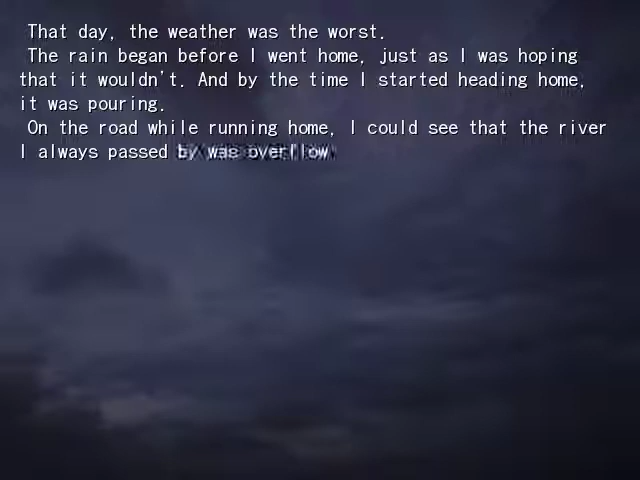 That day, the weather was the worst.
The rain began before I went home, just as I was hoping
that it wouldn't. And by the time I started heading home,
it was pouring.
On the road while running home, I could see that the river
I always passed by was overflow